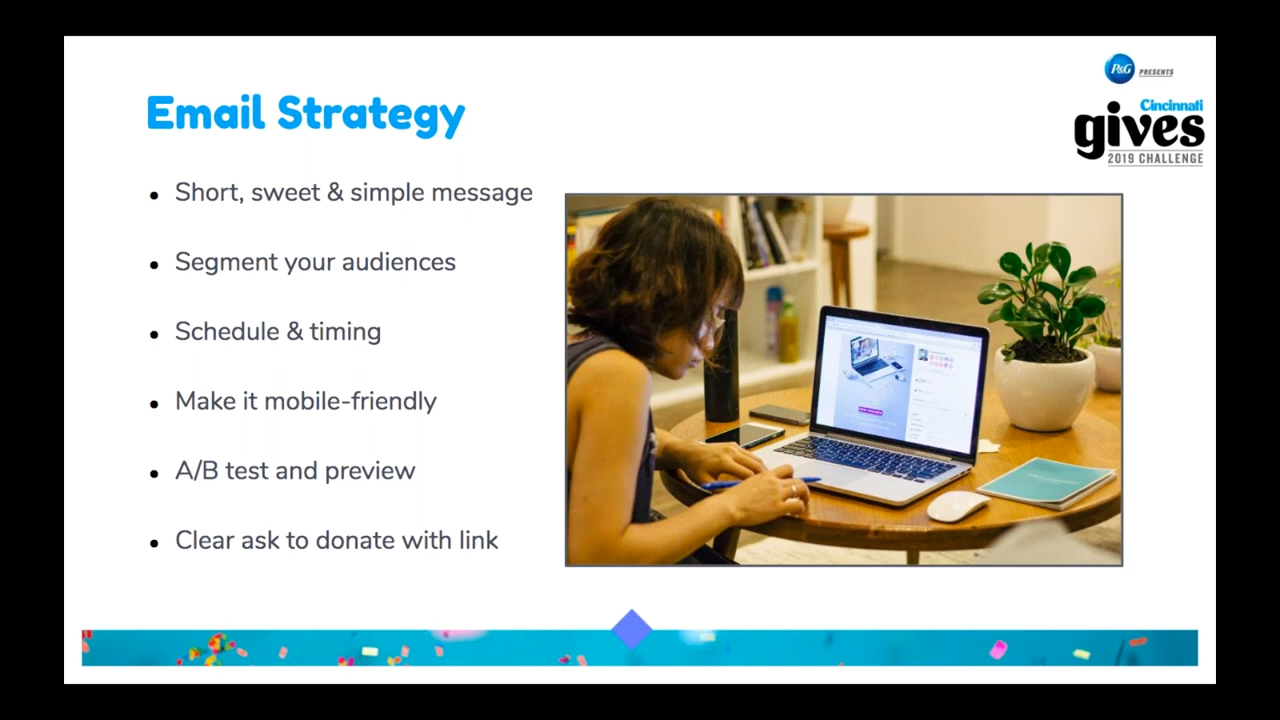 P&G PRESENTS
Cincinnati
gives
2019 CHALLENGE
Email Strategy
• Short, sweet & simple message
• Segment your audiences
• Schedule & timing
• Make it mobile-friendly
• A/B test and preview
• Clear ask to donate with link